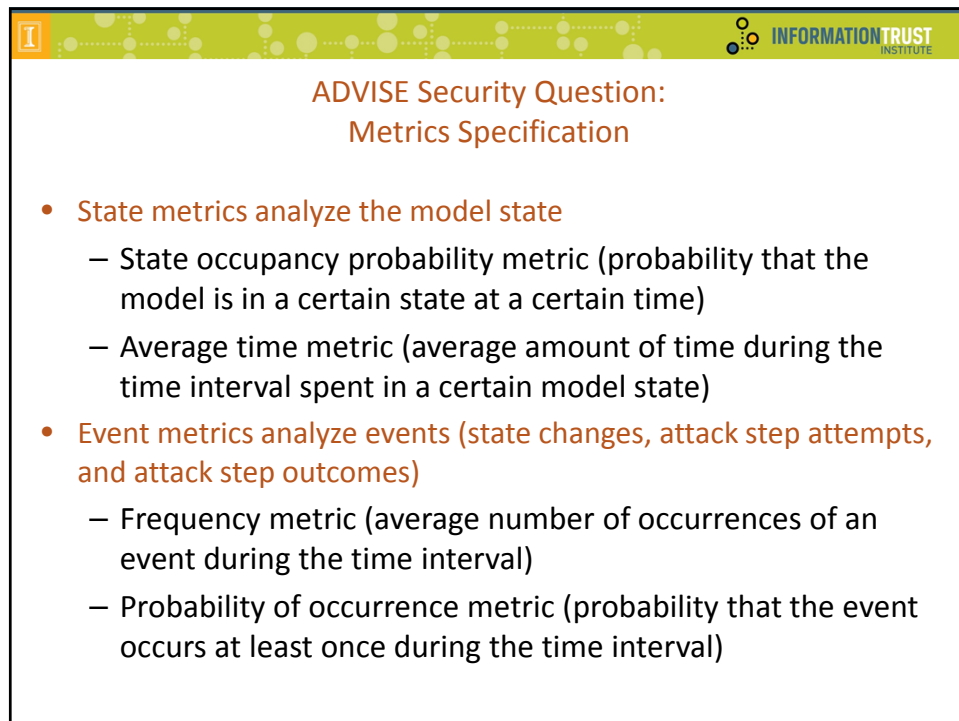 I
INFORMATIONTRUST
INSTITUTE
ADVISE Security Question:
Metrics Specification
• State metrics analyze the model state
– State occupancy probability metric (probability that the
model is in a certain state at a certain time)
– Average time metric (average amount of time during the
time interval spent in a certain model state)
• Event metrics analyze events (state changes, attack step attempts,
and attack step outcomes)
– Frequency metric (average number of occurrences of an
event during the time interval)
– Probability of occurrence metric (probability that the event
occurs at least once during the time interval)